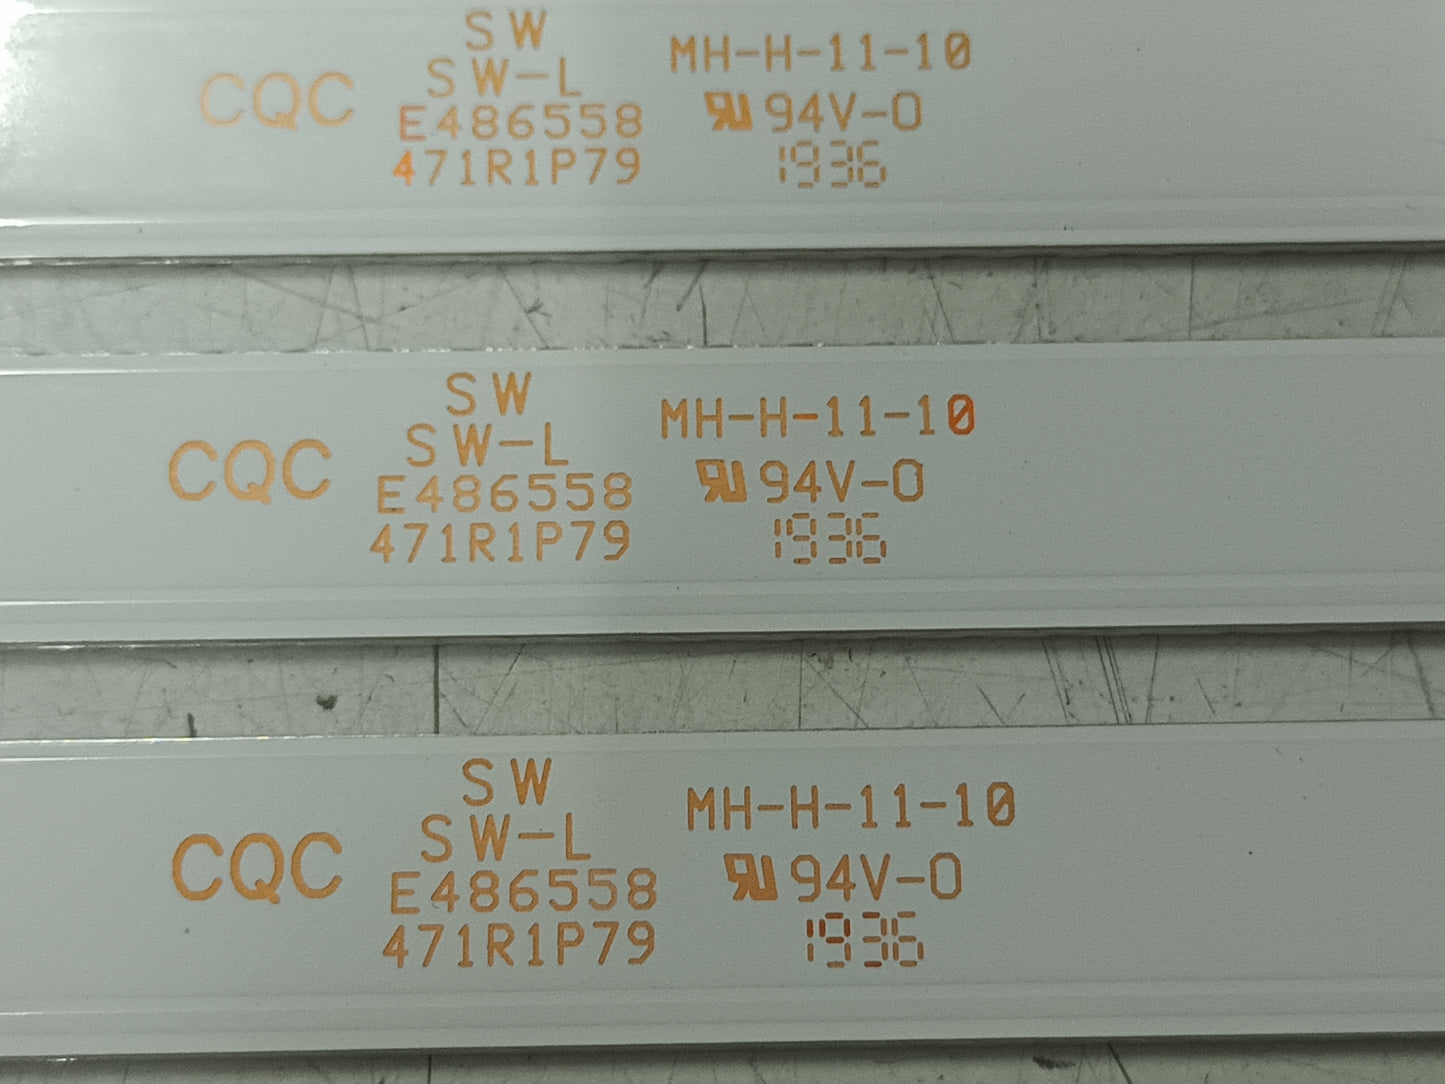 SW
SW-L
CQC
E486558
471R1P79
MH-H-11-10
94V-0
1936
SW
SW-L
CQC
E486558
471R1P79
MH-H-11-10
94V-0
1936
SW
SW-L
CQC
E486558
471R1P79
MH-H-11-10
94V-0
1936